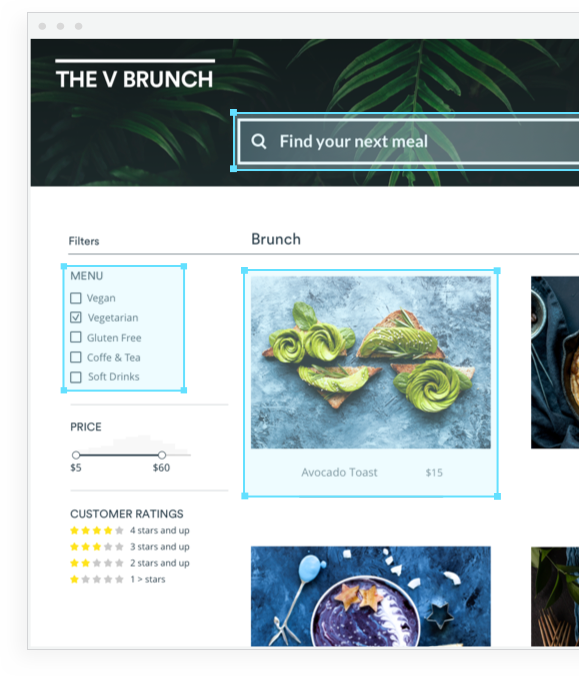 THE V BRUNCH
Find your next meal
Filters
Brunch
MENU
Vegan
Vegetarian
Gluten Free
Coffe & Tea
Soft Drinks
PRICE
$5 $60
CUSTOMER RATINGS
4 stars and up
3 stars and up
2 stars and up
1 > stars
Avocado Toast $15